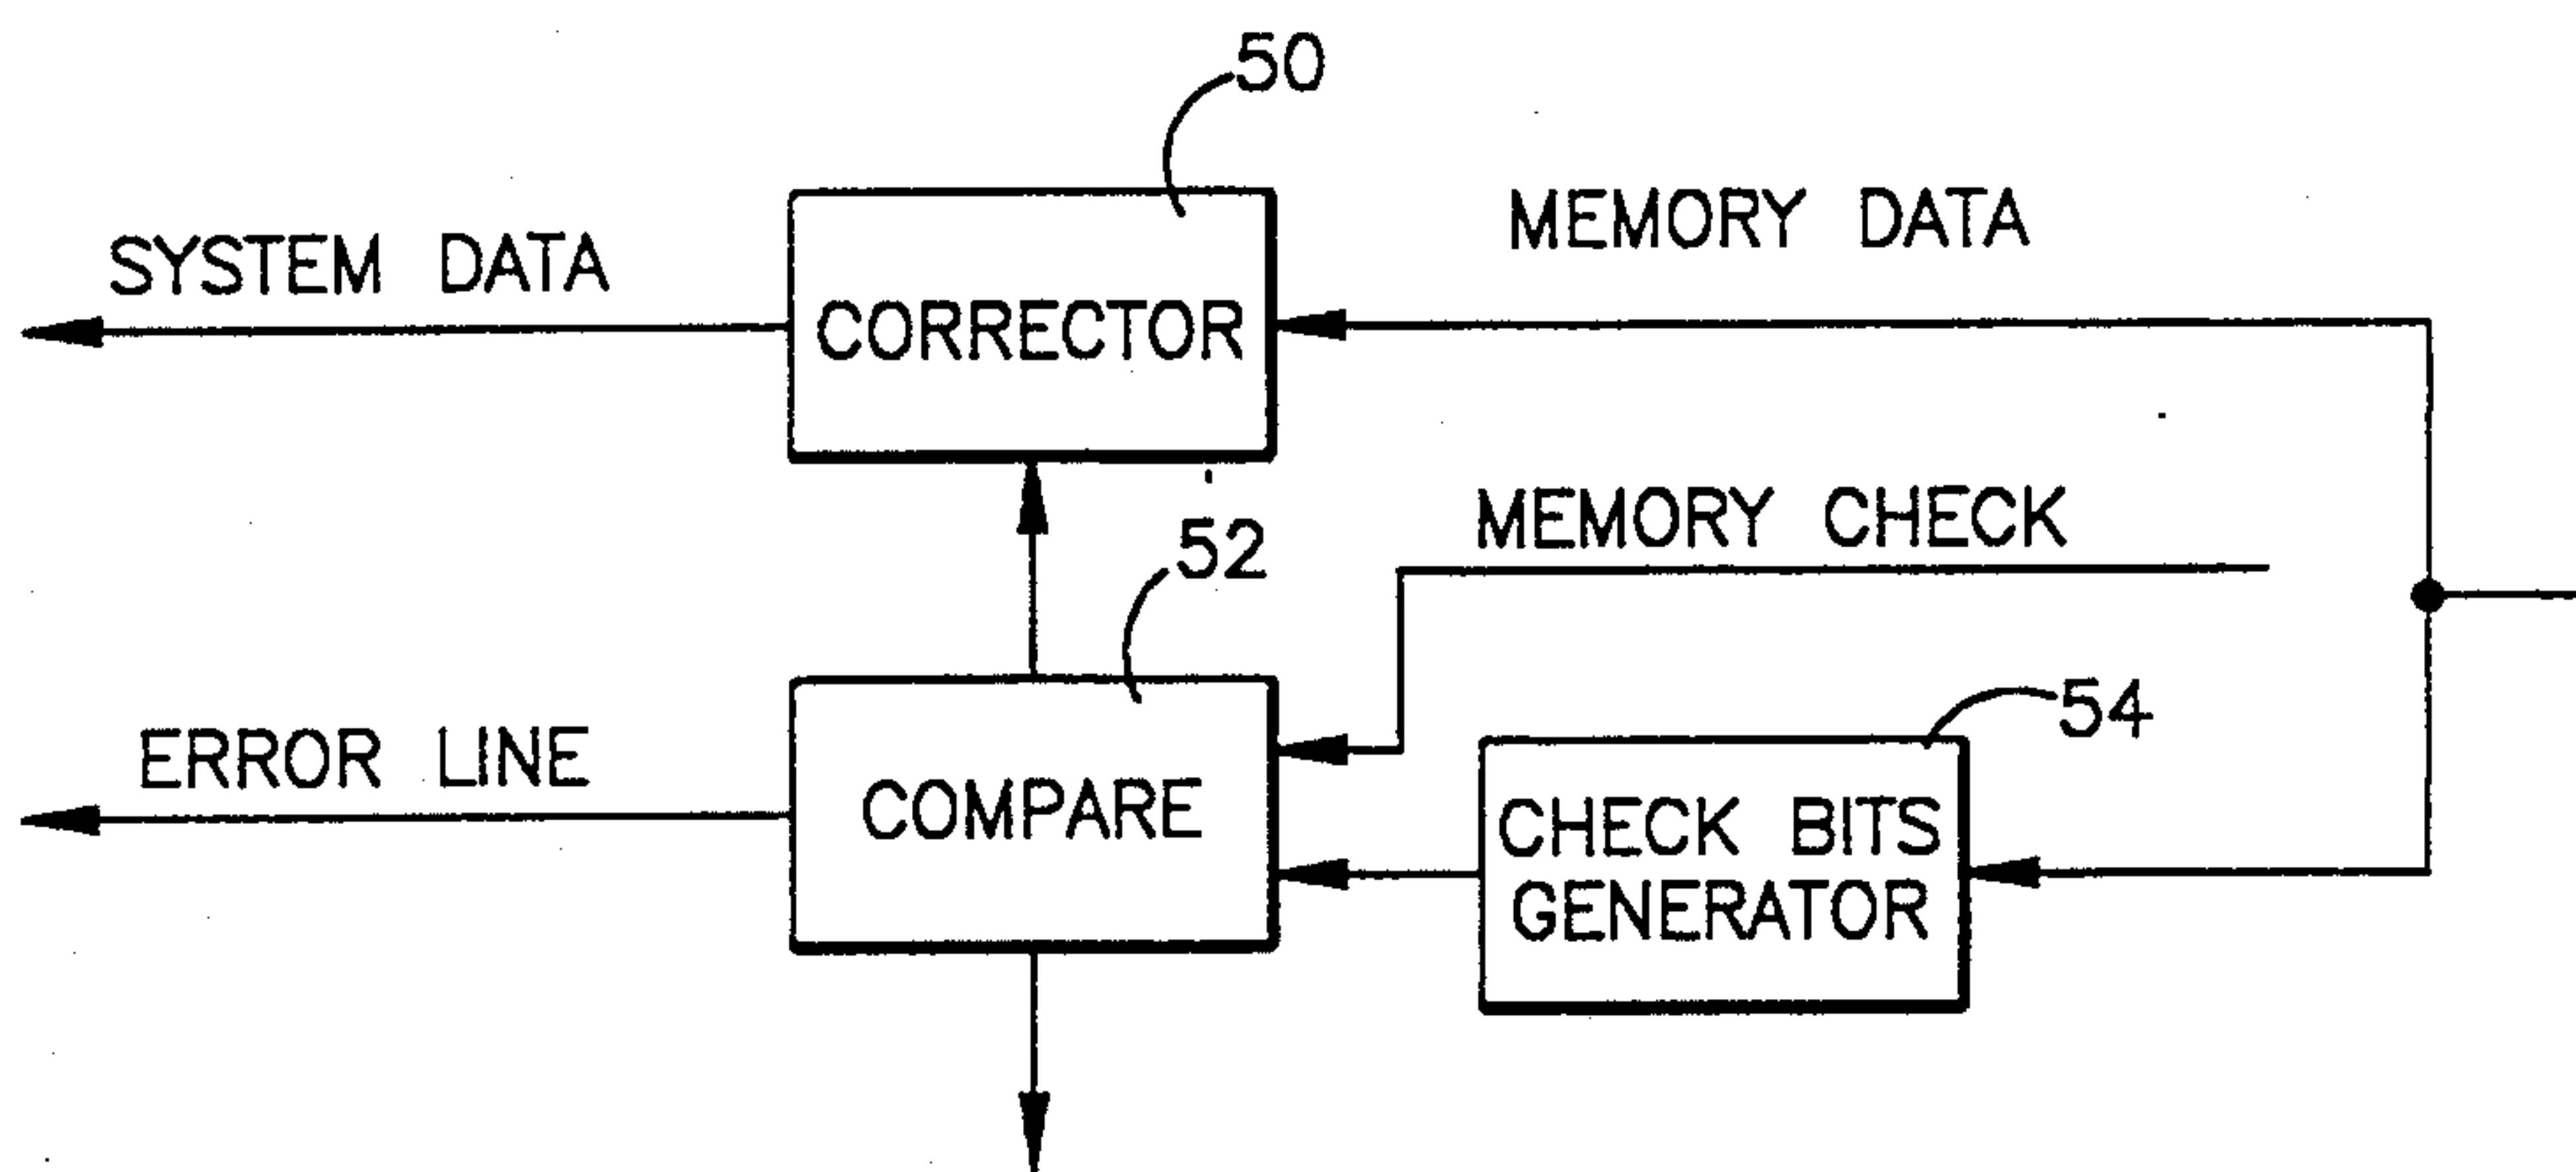 50
MEMORY DATA
SYSTEM DATA
CORRECTOR
MEMORY CHECK
52
54
ERROR LINE
COMPARE
CHECK BITS
GENERATOR